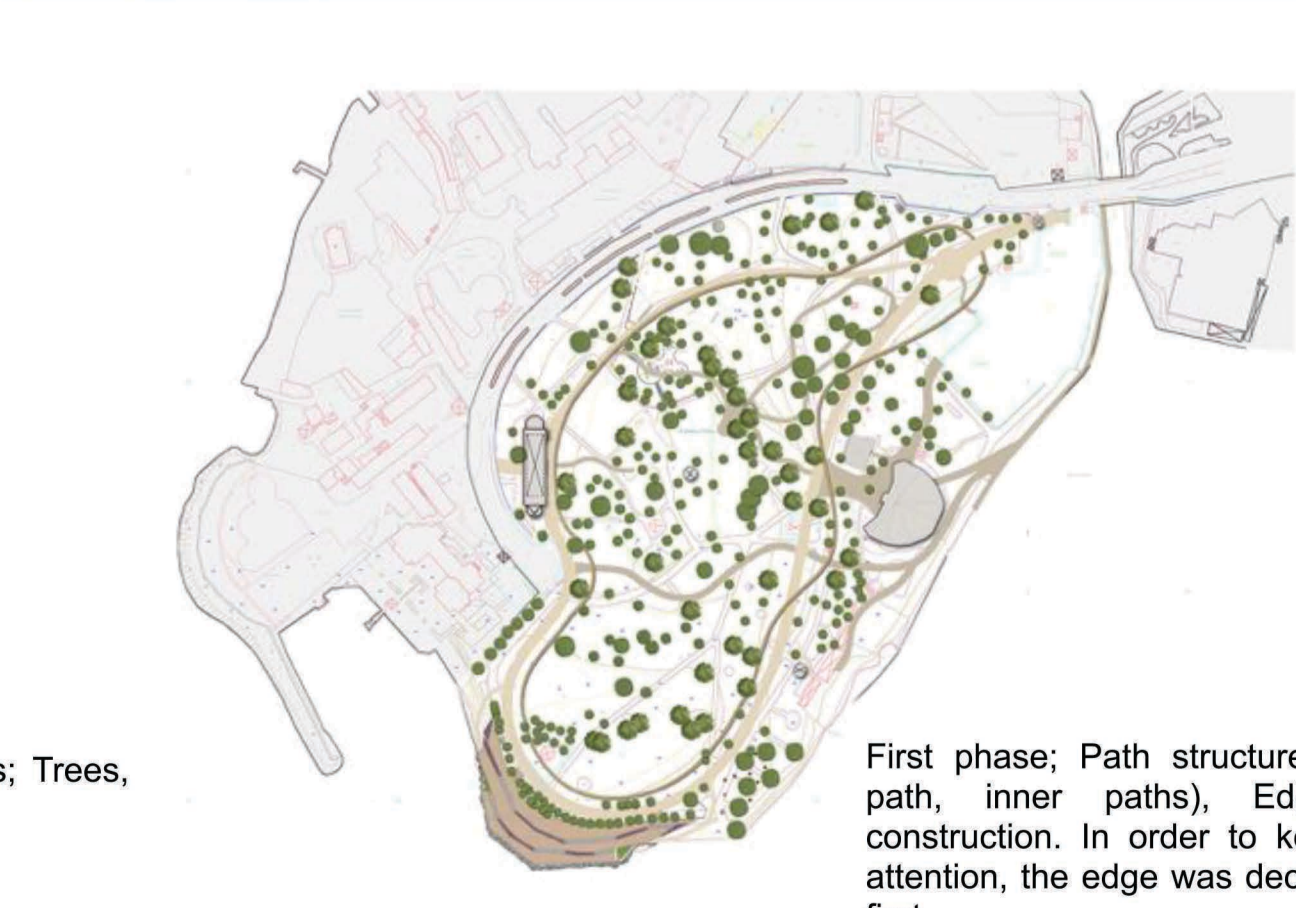 s; Trees,
First phase; Path structure
path, inner paths), Ed
construction. In order to k
attention, the edge was dec